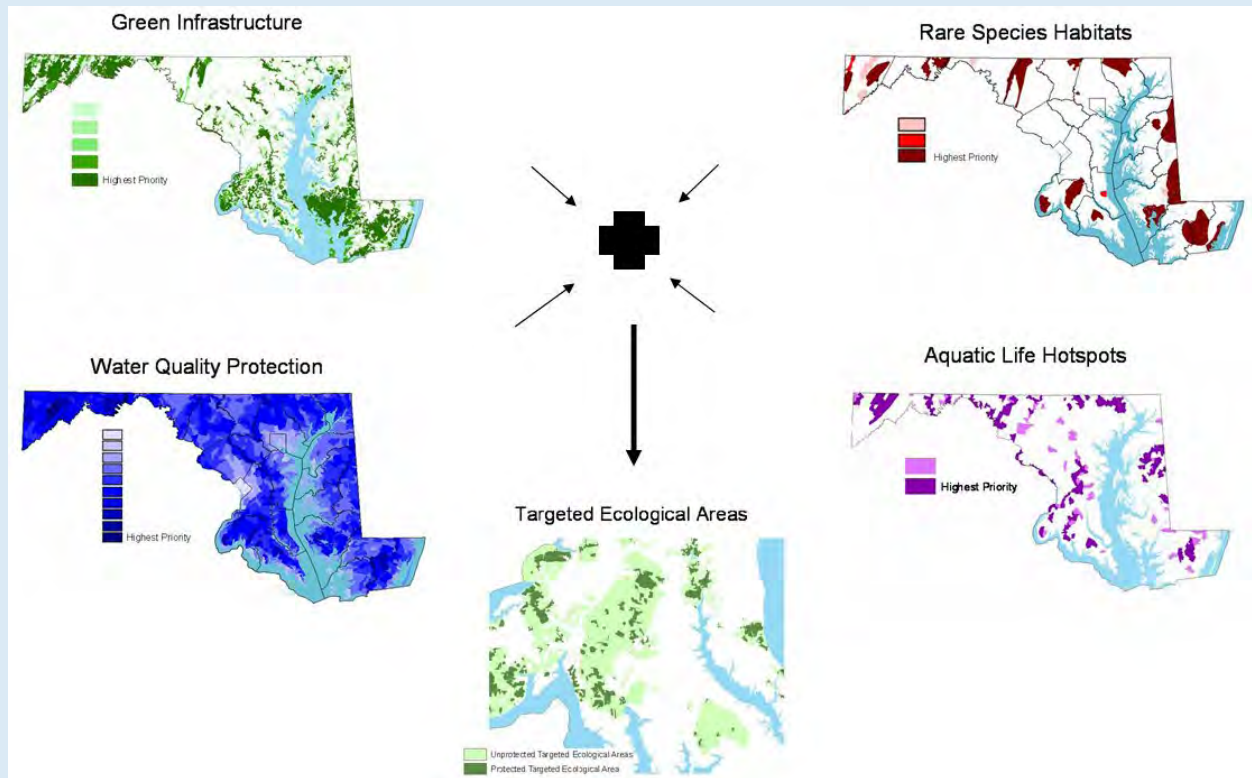 Green Infrastructure
Highest Priority
Rare Species Habitats
Highest Priority
Water Quality Protection
Highest Priority
Aquatic Life Hotspots
Highest Priority
Targeted Ecological Areas
Unprotected Targeted Ecological Areas
Protected Targeted Ecological Area